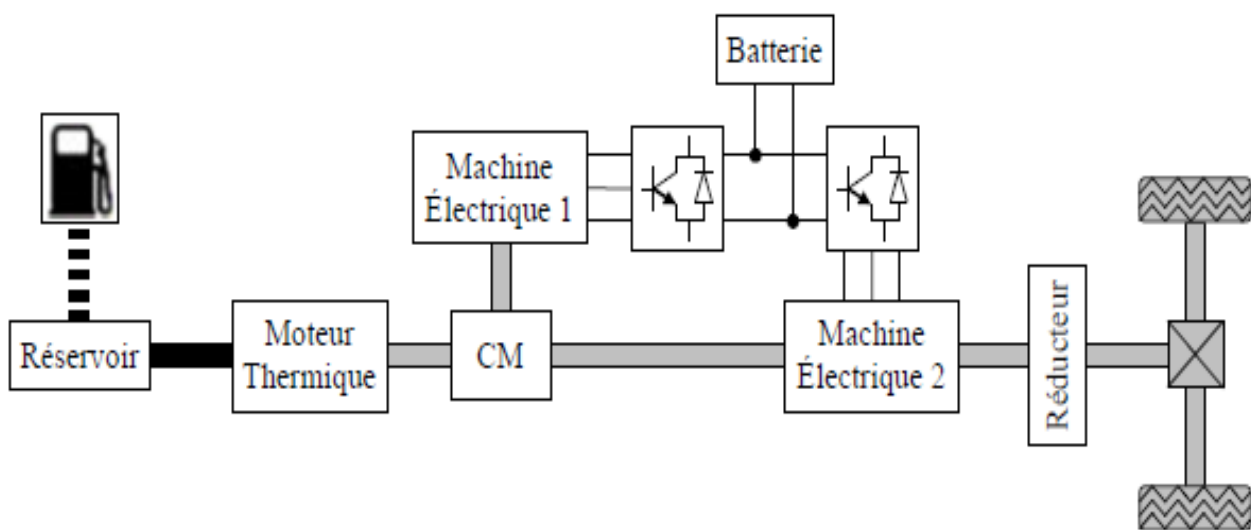 Batterie
Machine
Électrique 1
Réservoir
Moteur
Thermique
CM
Machine
Électrique 2
Réducteur